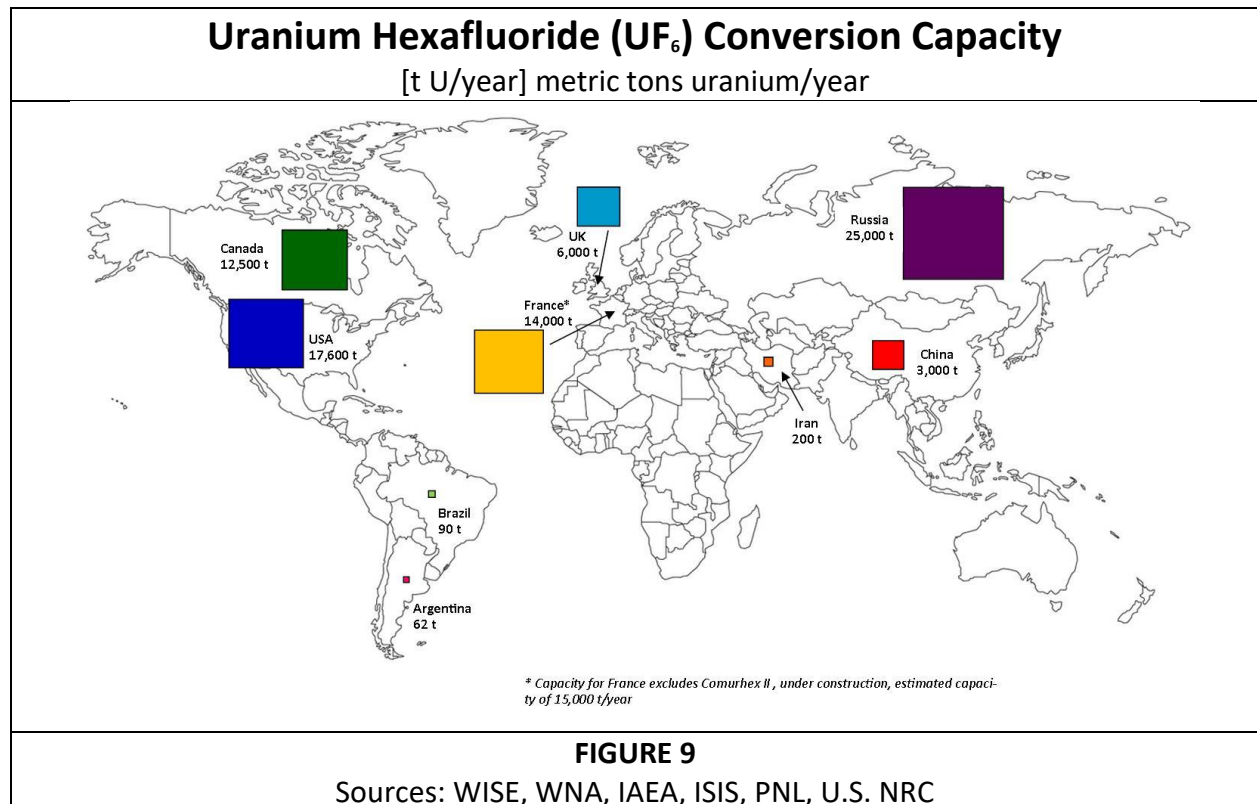 Uranium Hexafluoride (UF₆) Conversion Capacity
[t U/year] metric tons uranium/year
Canada
12,500 t
USA
17,600 t
UK
6,000 t
France*
14,000 t
Russia
25,000 t
China
3,000 t
Iran
200 t
Brazil
90 t
Argentina
62 t
* Capacity for France excludes Comurhex II , under construction, estimated capaci-
ty of 15,000 t/year
FIGURE 9
Sources: WISE, WNA, IAEA, ISIS, PNL, U.S. NRC